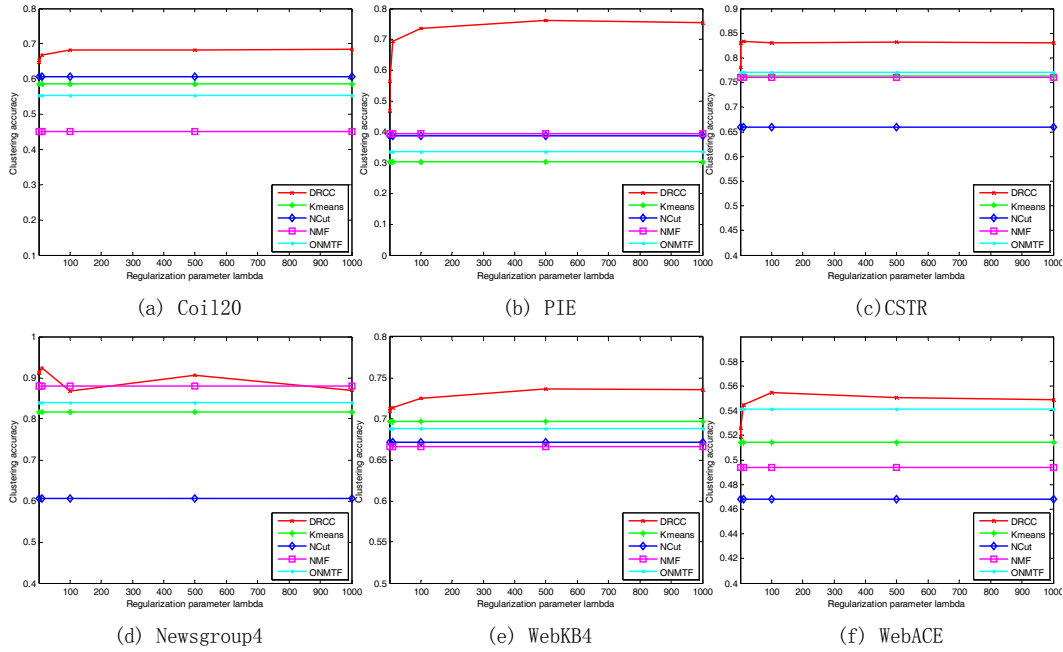 0.8
0.7
0.6
0.5
0.4
0.3
0.2
0.1
Clustering accuracy
100 200 300 400 500 600 700 800 900 1000
Regularization parameter lambda
DRCC
Kmeans
NCut
NMF
ONMTF
(a) Coil20
0.8
0.7
0.6
0.5
0.4
0.3
0.2
0.1
0
Clustering accuracy
100 200 300 400 500 600 700 800 900 1000
Regularization parameter lambda
DRCC
Kmeans
NCut
NMF
ONMTF
(b) PIE
0.9
0.85
0.8
0.75
0.7
0.65
0.6
0.55
0.5
0.45
0.4
Clustering accuracy
100 200 300 400 500 600 700 800 900 1000
Regularization parameter lambda
DRCC
Kmeans
NCut
NMF
ONMTF
(c)CSTR
1
0.9
0.8
0.7
0.6
0.5
0.4
Clustering accuracy
100 200 300 400 500 600 700 800 900 1000
Regularization parameter lambda
DRCC
Kmeans
NCut
NMF
ONMTF
(d) Newsgroup4
0.8
0.75
0.7
0.65
0.6
0.55
0.5
Clustering accuracy
100 200 300 400 500 600 700 800 900 1000
Regularization parameter lambda
DRCC
Kmeans
NCut
NMF
ONMTF
(e) WebKB4
0.58
0.56
0.54
0.52
0.5
0.48
0.46
0.44
0.42
0.4
Clustering accuracy
100 200 300 400 500 600 700 800 900 1000
Regularization parameter lambda
DRCC
Kmeans
NCut
NMF
ONMTF
(f) WebACE